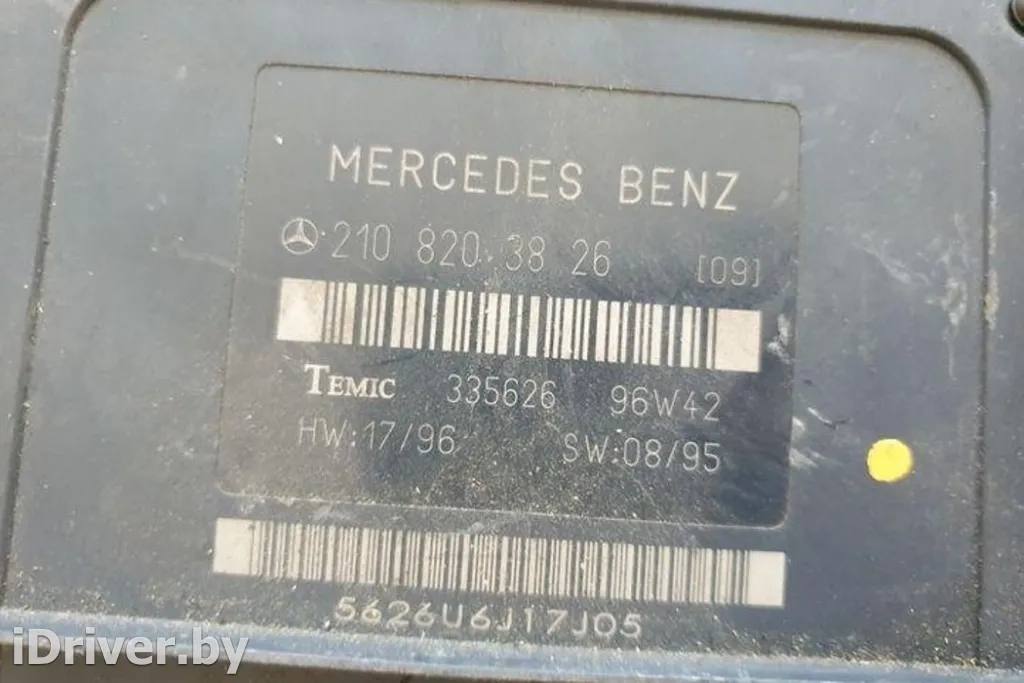 MERCEDES BENZ
210 820 38 26 [09]
TEMIC 335626 96W42
HW:17/96 SW:08/95
5626U6J17J05
iDriver.by